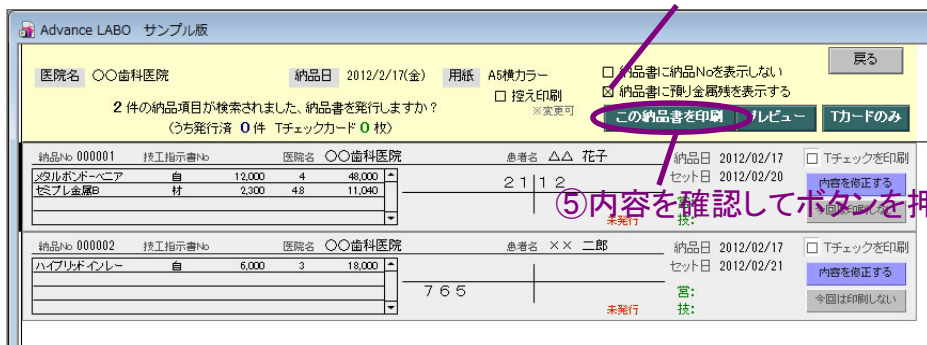 Advance LABO サンプル版
医院名 〇〇歯科医院 納品日 2012/2/17(金) 用紙 A5横カラー □ 納品書に納品Noを表示しない 戻る
□ 控え印刷 ☒ 納品書に預り金属残を表示する
2 件の納品項目が検索されました、納品書を発行しますか？ ※変更可 この納品書を印刷 プレビュー Tカードのみ
(うち発行済 0 件 Tチェックカード 0 枚)
納品No 000001 技工指示書No 医院名 〇〇歯科医院 患者名 △△ 花子 納品日 2012/02/17 □ Tチェックを印刷
メタルボンドーベニア 自 12,000 4 48,000 2 1 1 2 セット日 2012/02/20 内容を修正する
セミプレ金属B 材 2,300 4.8 11,040 営:
⑤内容を確認してボタンを押
未発行 技:
納品No 000002 技工指示書No 医院名 〇〇歯科医院 患者名 ×× 二郎 納品日 2012/02/17 □ Tチェックを印刷
ハイブリッドインレー 自 6,000 3 18,000 セット日 2012/02/21 内容を修正する
7 6 5 営: 今回は印刷しない
未発行 技: